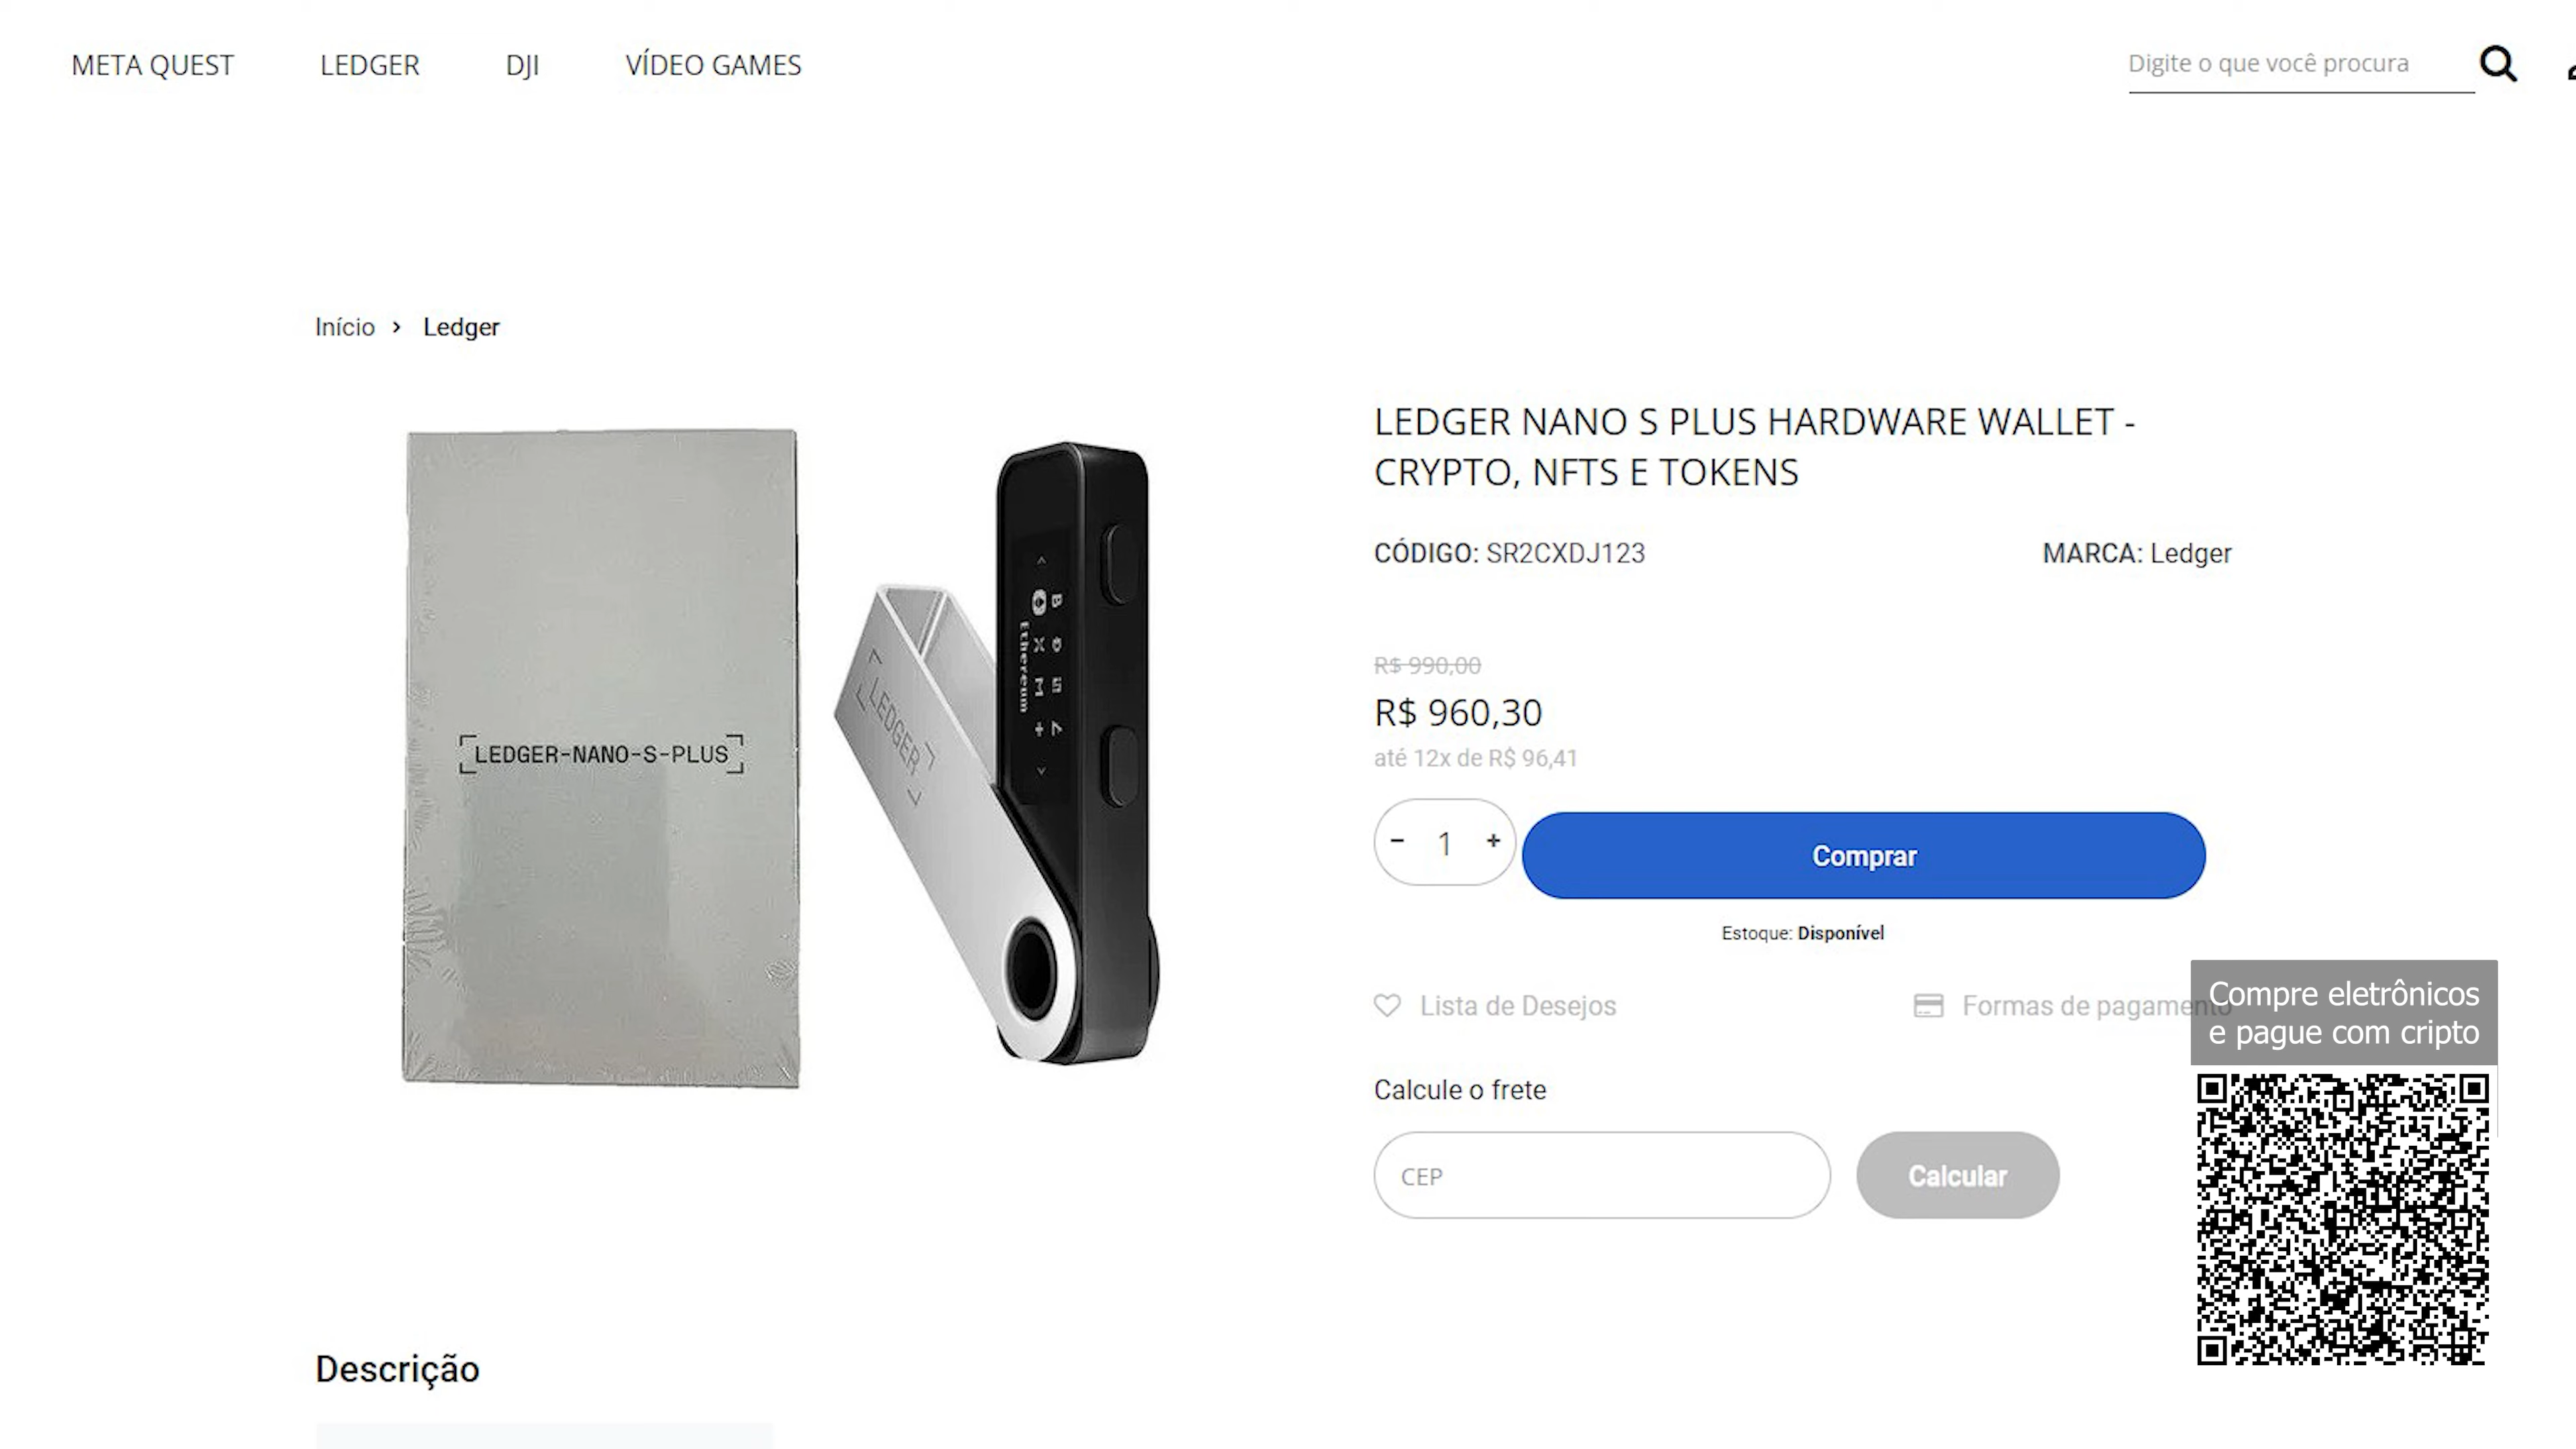 META QUEST
LEDGER
DJI
VÍDEO GAMES
Digite o que você procura
Início > Ledger
LEDGER-NANO-S-PLUS
LEDGER
Ethereum
LEDGER NANO S PLUS HARDWARE WALLET -
CRYPTO, NFTS E TOKENS
CÓDIGO: SR2CXDJ123
MARCA: Ledger
R$ 990,00
R$ 960,30
até 12x de R$ 96,41
− 1 +
Comprar
Estoque: Disponível
Lista de Desejos
Formas de pagamento
Compre eletrônicos
e pague com cripto
Calcule o frete
CEP
Calcular
Descrição